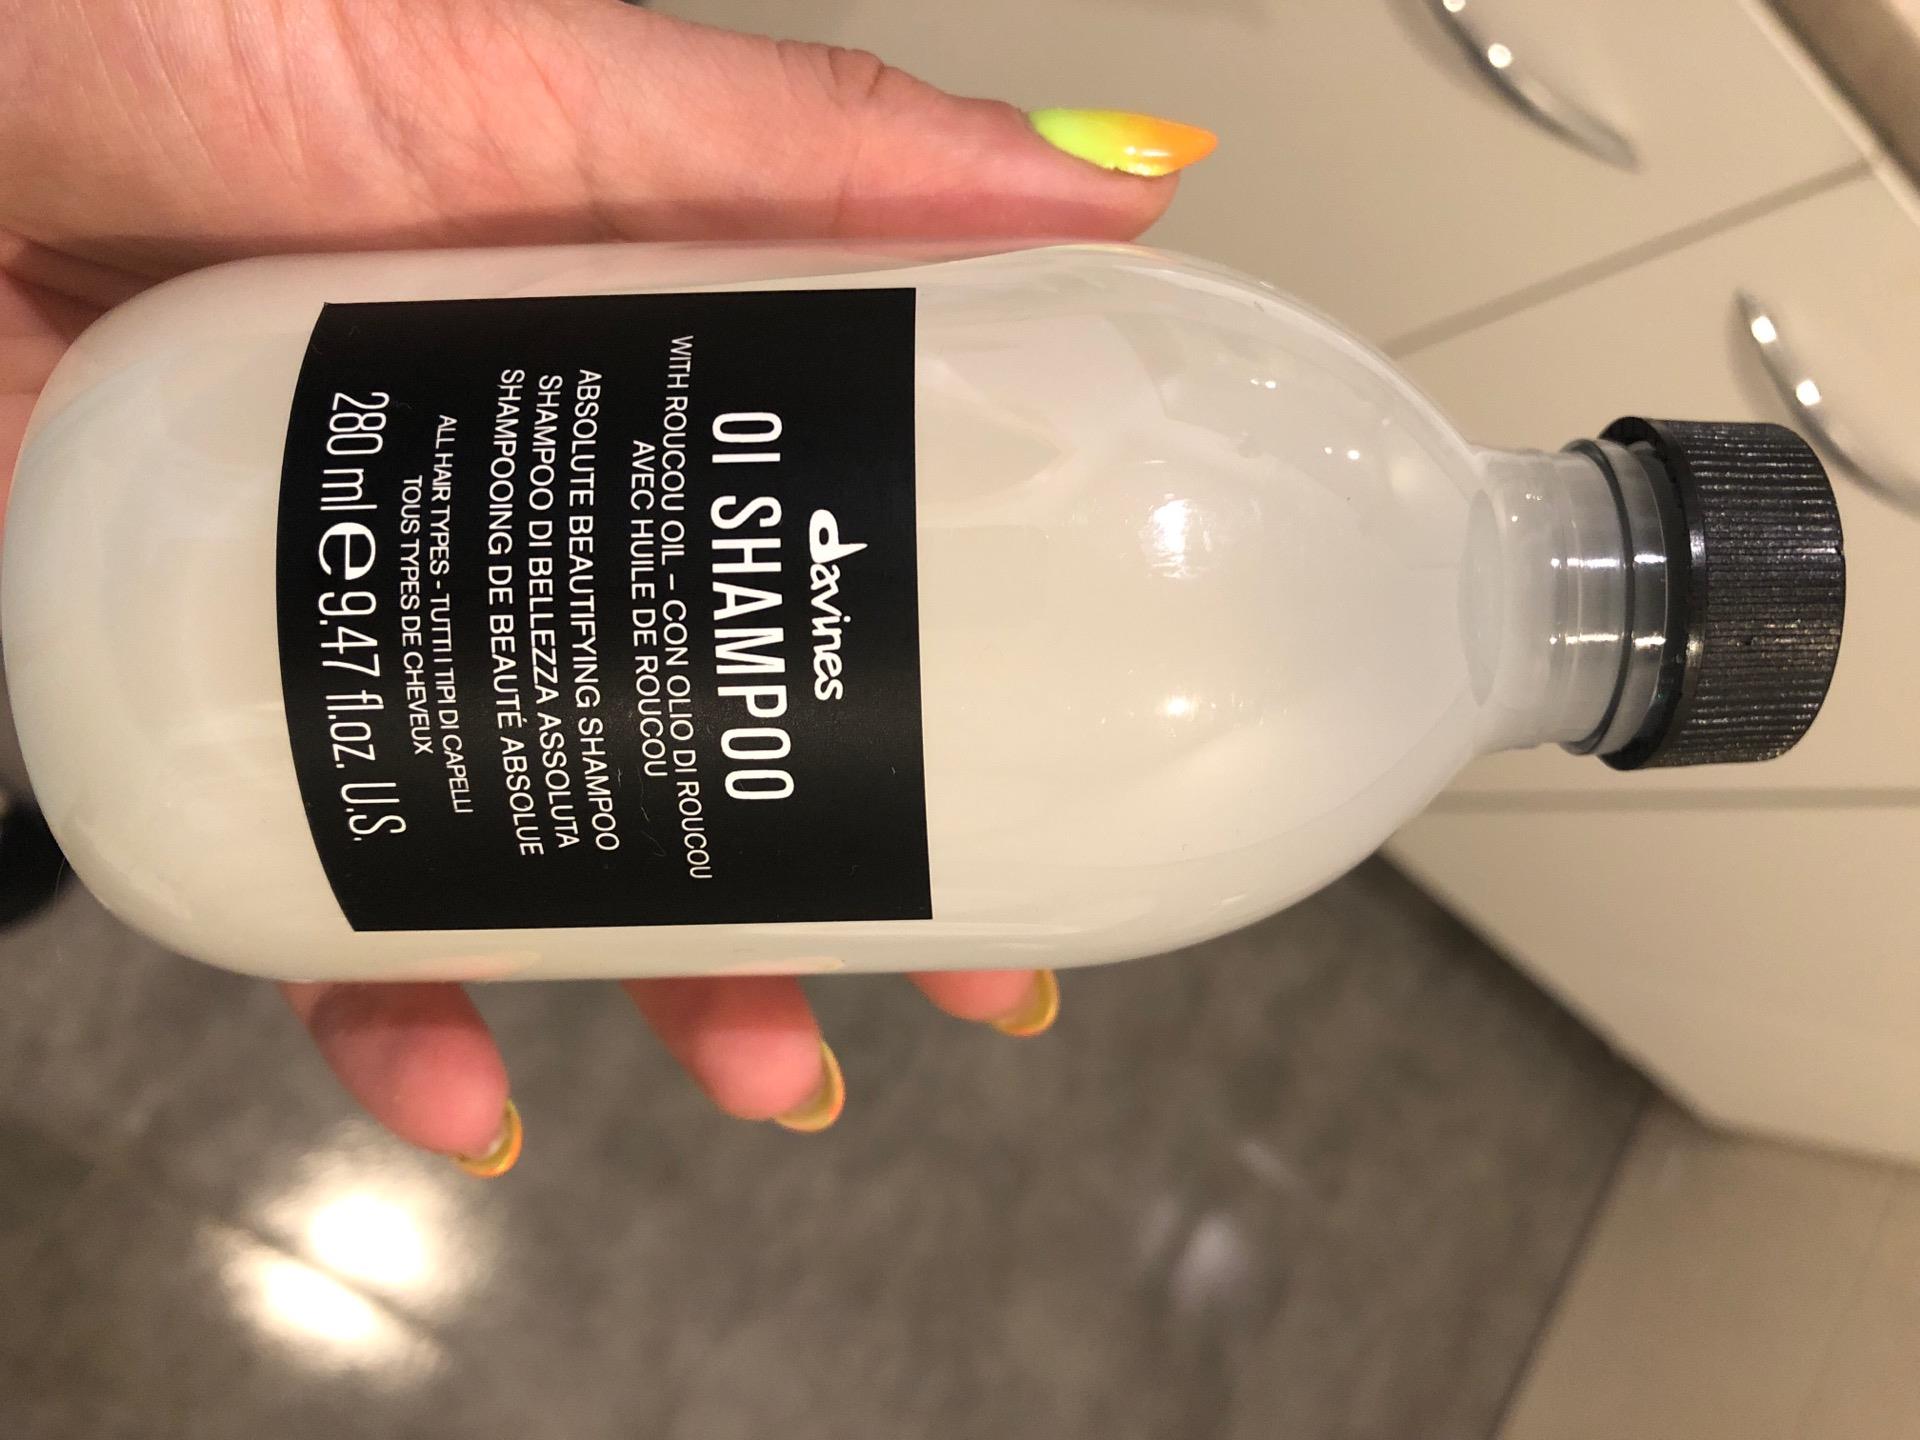 davines
OI SHAMPOO
WITH ROUCOU OIL – CON OLIO DI ROUCOU
AVEC HUILE DE ROUCOU
ABSOLUTE BEAUTIFYING SHAMPOO
SHAMPOO DI BELLEZZA ASSOLUTA
SHAMPOOING DE BEAUTÉ ABSOLUE
ALL HAIR TYPES - TUTTI I TIPI DI CAPELLI
TOUS TYPES DE CHEVEUX
280 ml e 9.47 fl.oz. U.S.